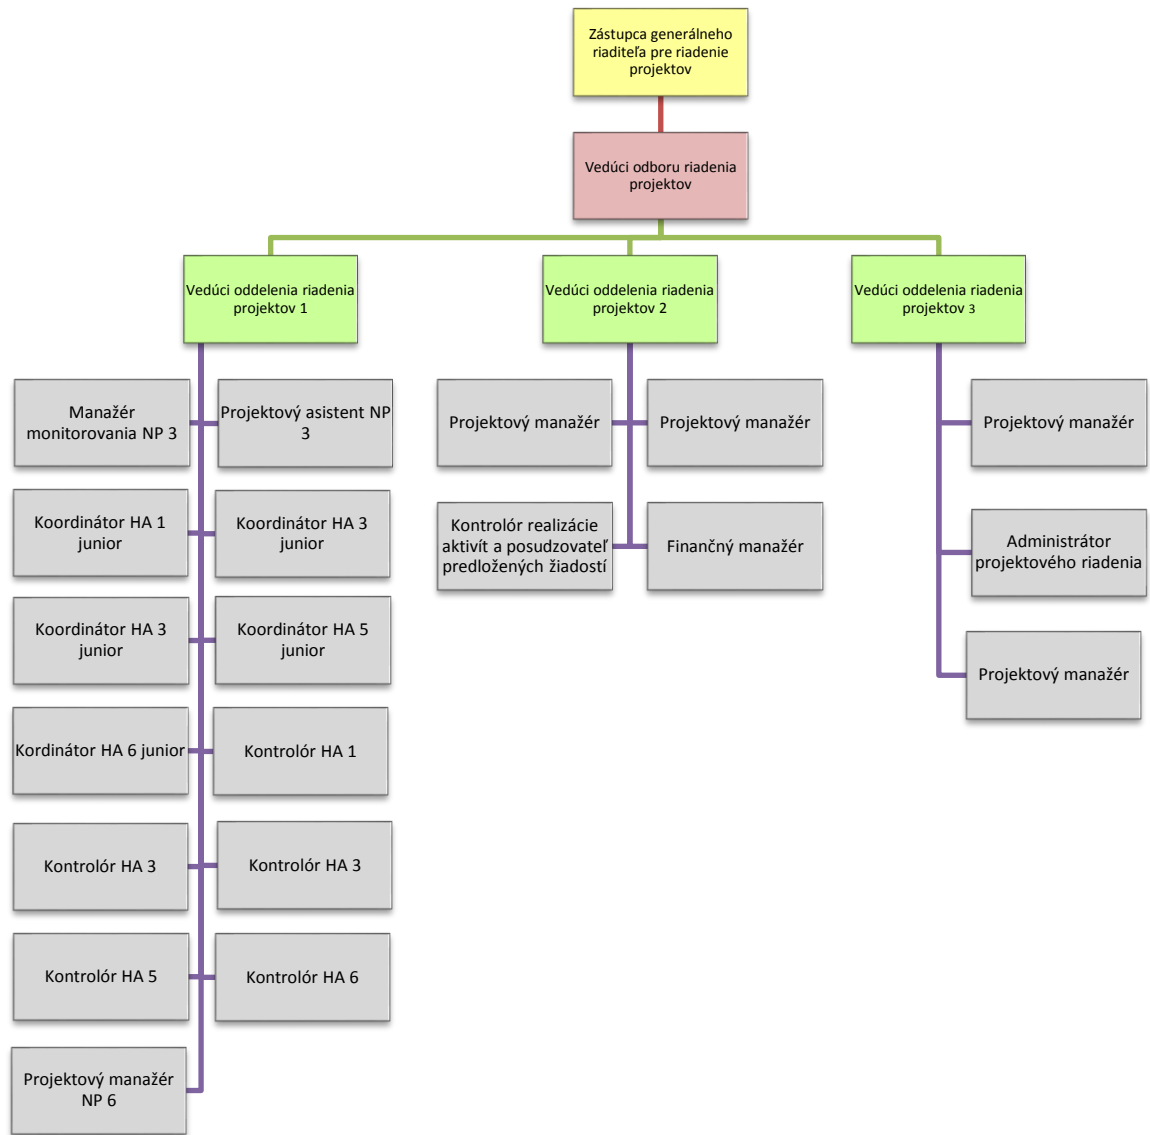 Zástupca generálneho
riaditeľa pre riadenie
projektov
Vedúci odboru riadenia
projektov
Vedúci oddelenia riadenia
projektov 1
Vedúci oddelenia riadenia
projektov 2
Vedúci oddelenia riadenia
projektov 3
Manažér
monitorovania NP 3
Projektový asistent NP
3
Projektový manažér
Projektový manažér
Projektový manažér
Koordinátor HA 1
junior
Koordinátor HA 3
junior
Kontrolór realizácie
aktivít a posudzovateľ
predložených žiadostí
Finančný manažér
Administrátor
projektového riadenia
Koordinátor HA 3
junior
Koordinátor HA 5
junior
Projektový manažér
Kordinátor HA 6 junior
Kontrolór HA 1
Kontrolór HA 3
Kontrolór HA 3
Kontrolór HA 5
Kontrolór HA 6
Projektový manažér
NP 6